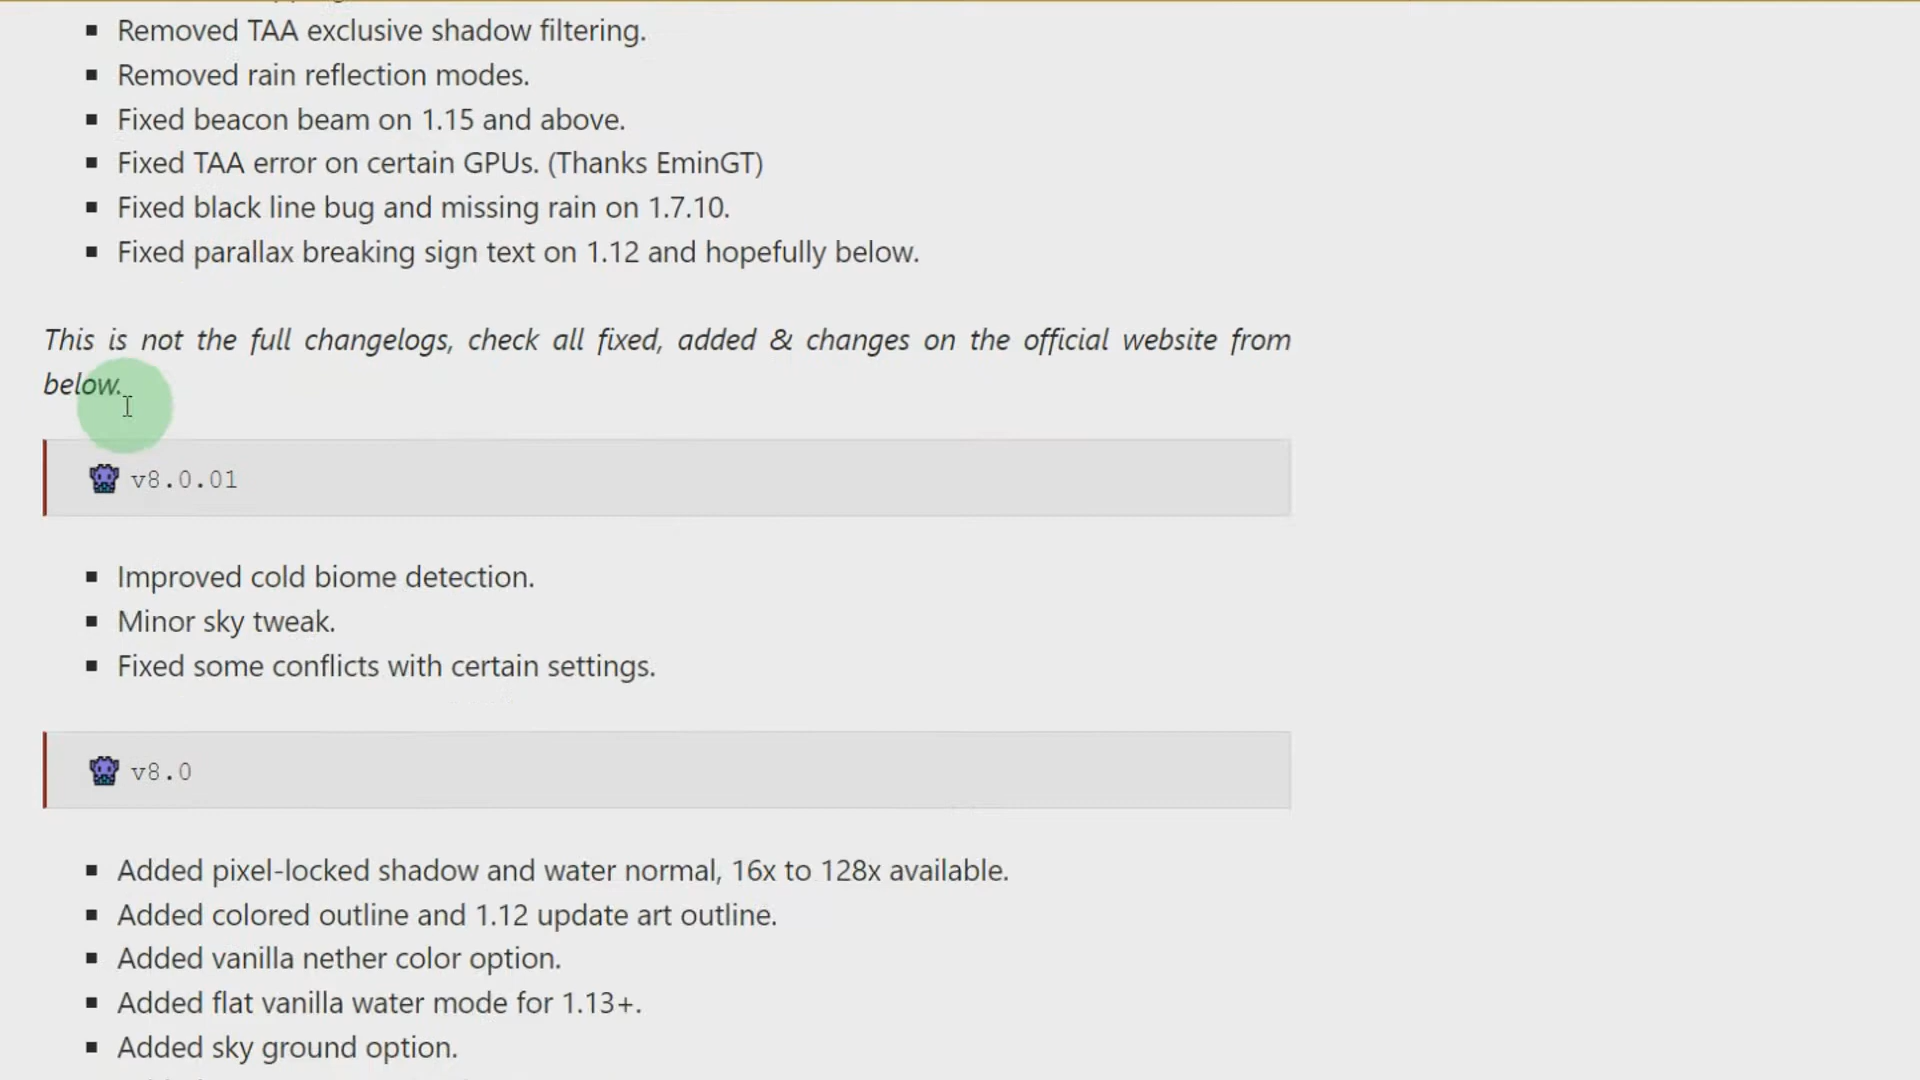 Removed TAA exclusive shadow filtering.
Removed rain reflection modes.
Fixed beacon beam on 1.15 and above.
Fixed TAA error on certain GPUs. (Thanks EminGT)
Fixed black line bug and missing rain on 1.7.10.
Fixed parallax breaking sign text on 1.12 and hopefully below.
This is not the full changelogs, check all fixed, added & changes on the official website from
below.
v8.0.01
Improved cold biome detection.
Minor sky tweak.
Fixed some conflicts with certain settings.
v8.0
Added pixel-locked shadow and water normal, 16x to 128x available.
Added colored outline and 1.12 update art outline.
Added vanilla nether color option.
Added flat vanilla water mode for 1.13+.
Added sky ground option.